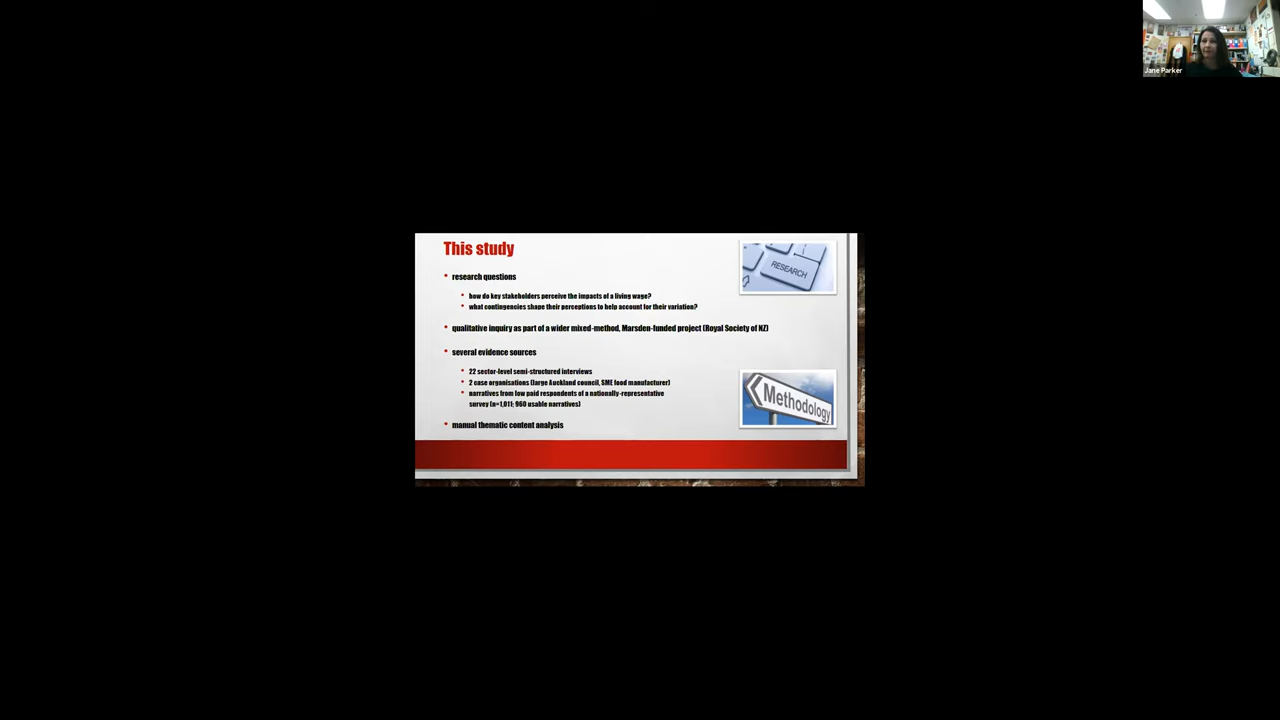 Jane Parker
This study
RESEARCH
• research questions
• how do key stakeholders perceive the impacts of a living wage?
• what contingencies shape their perceptions to help account for their variation?
• qualitative inquiry as part of a wider mixed-method, Marsden-funded project (Royal Society of NZ)
• several evidence sources
• 22 sector-level semi-structured interviews
• 2 case organisations (large Auckland council, SME food manufacturer)
• narratives from low paid respondents of a nationally-representative
survey (n=1,011; 960 usable narratives)
Methodology
• manual thematic content analysis